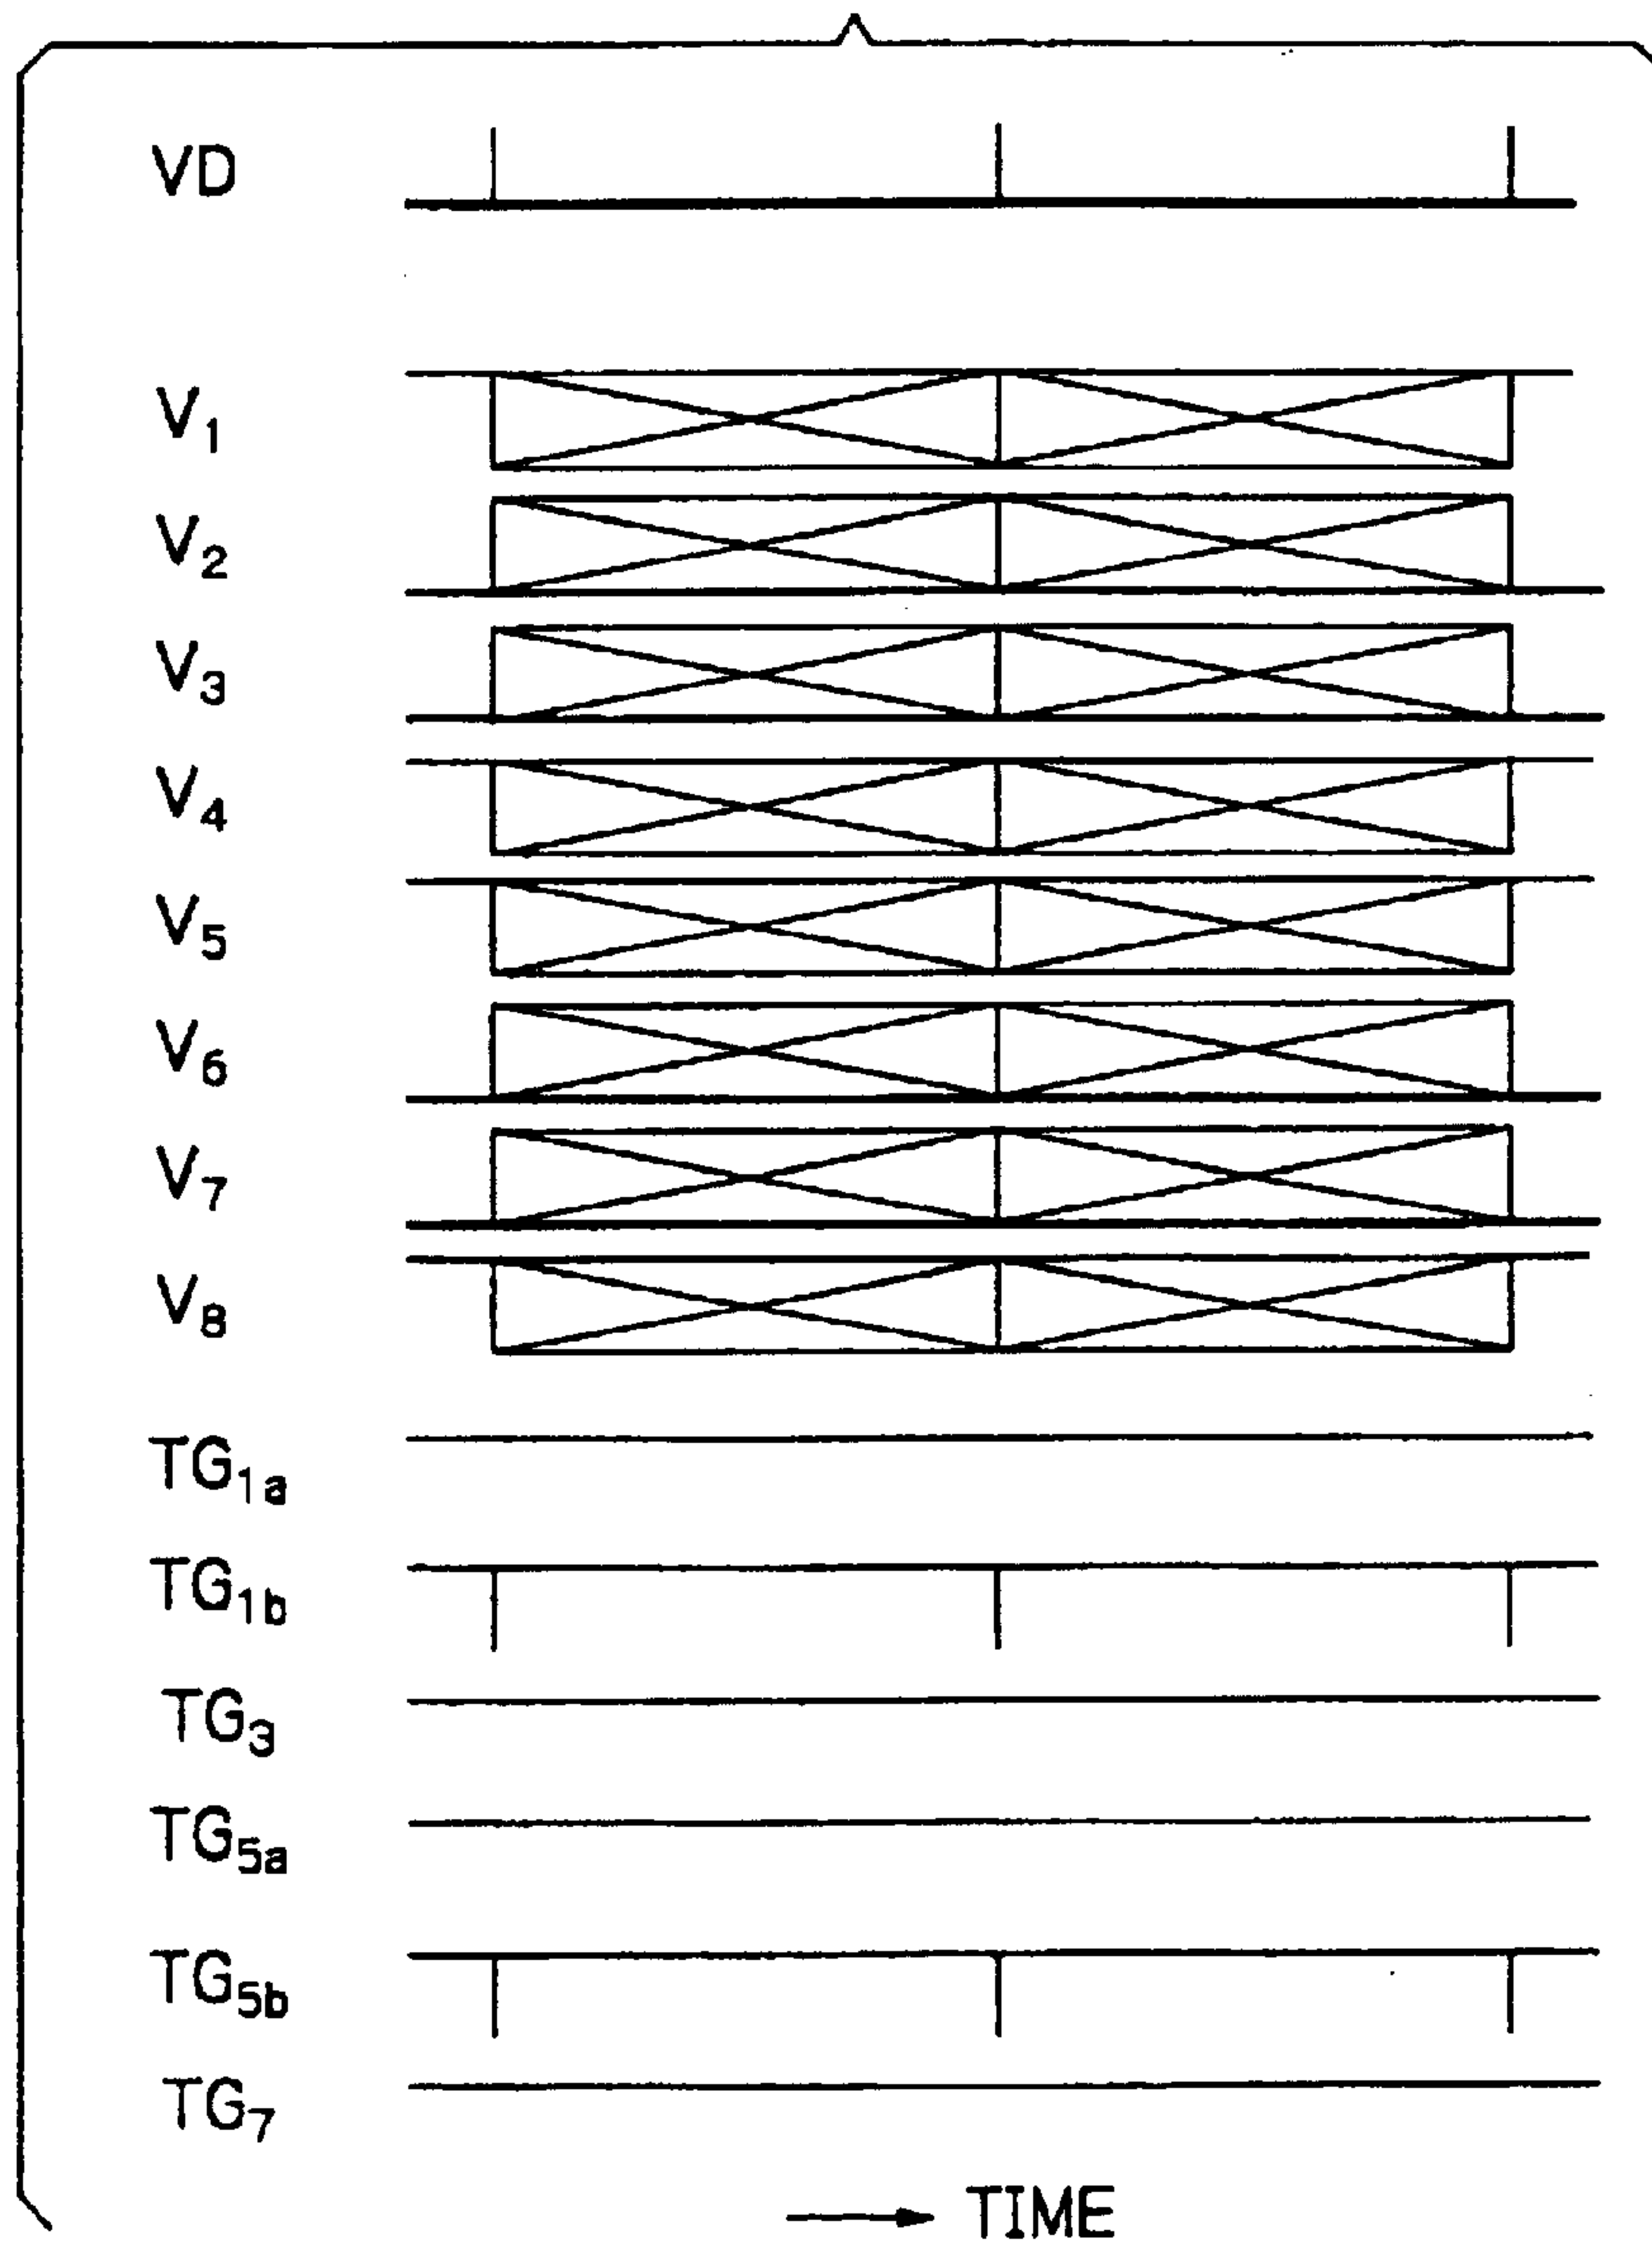 VD
V₁
V₂
V₃
V₄
V₅
V₆
V₇
V₈
TG₁ₐ
TG₁b
TG₃
TG₅ₐ
TG₅b
TG₇
TIME